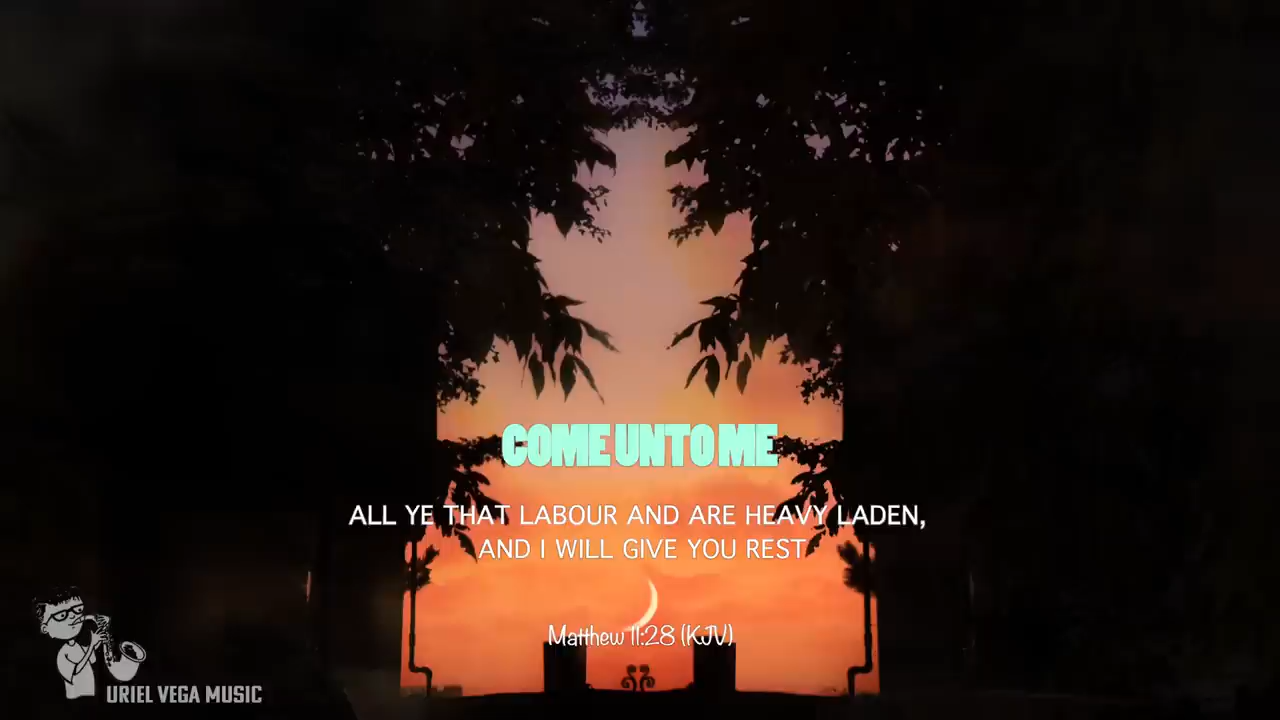 COME UNTO ME
ALL YE THAT LABOUR AND ARE HEAVY LADEN,
AND I WILL GIVE YOU REST
Matthew 11:28 (KJV)
URIEL VEGA MUSIC